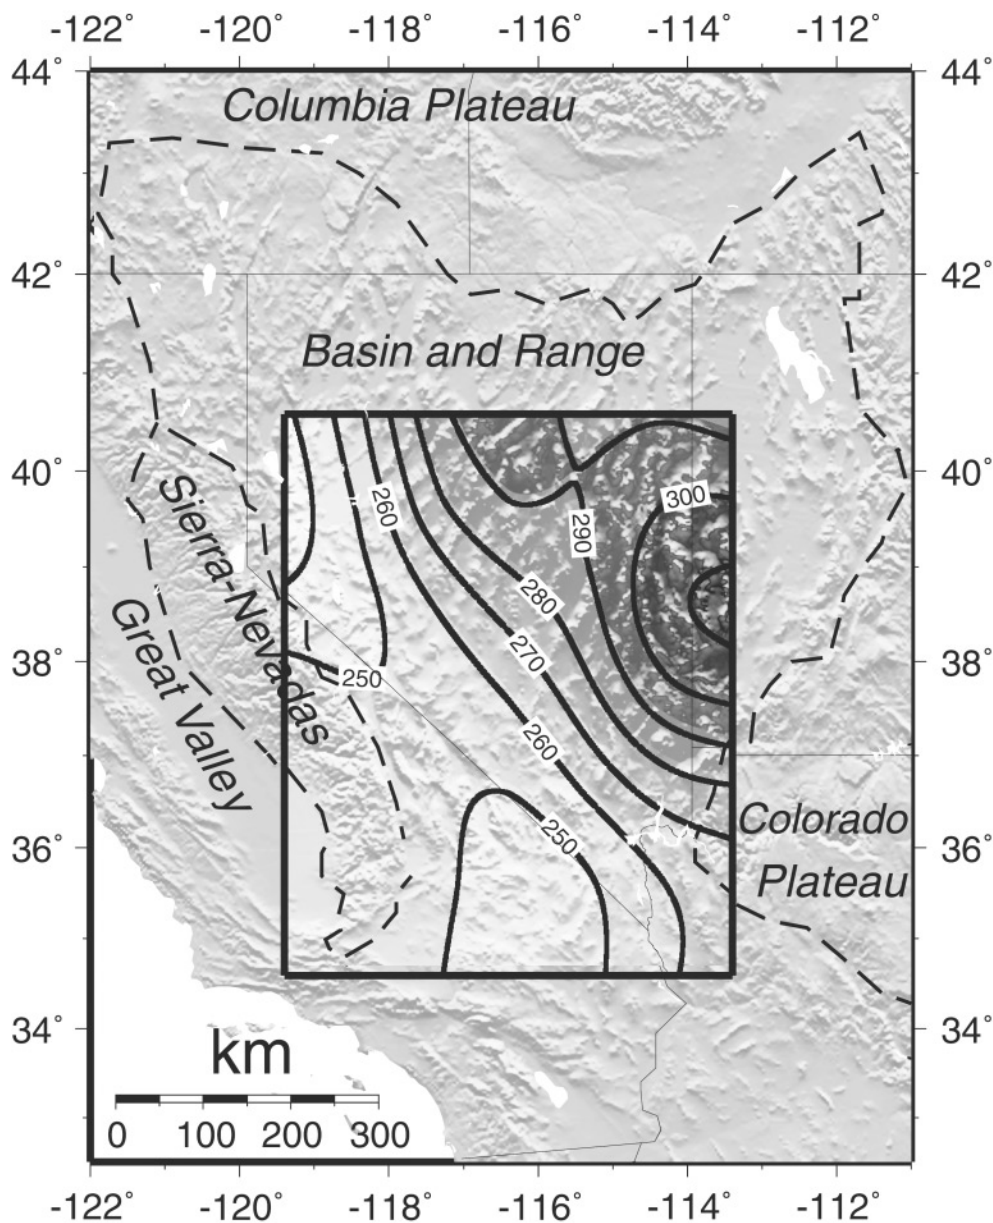 -122° -120° -118° -116° -114° -112°
44° 44°
Columbia Plateau
42° 42°
Basin and Range
40° 40°
300
260
290
Sierra-Nevadas
280
Great Valley
270
38° 38°
250
260
Colorado
250
36° 36°
Plateau
34° 34°
km
0 100 200 300
-122° -120° -118° -116° -114° -112°